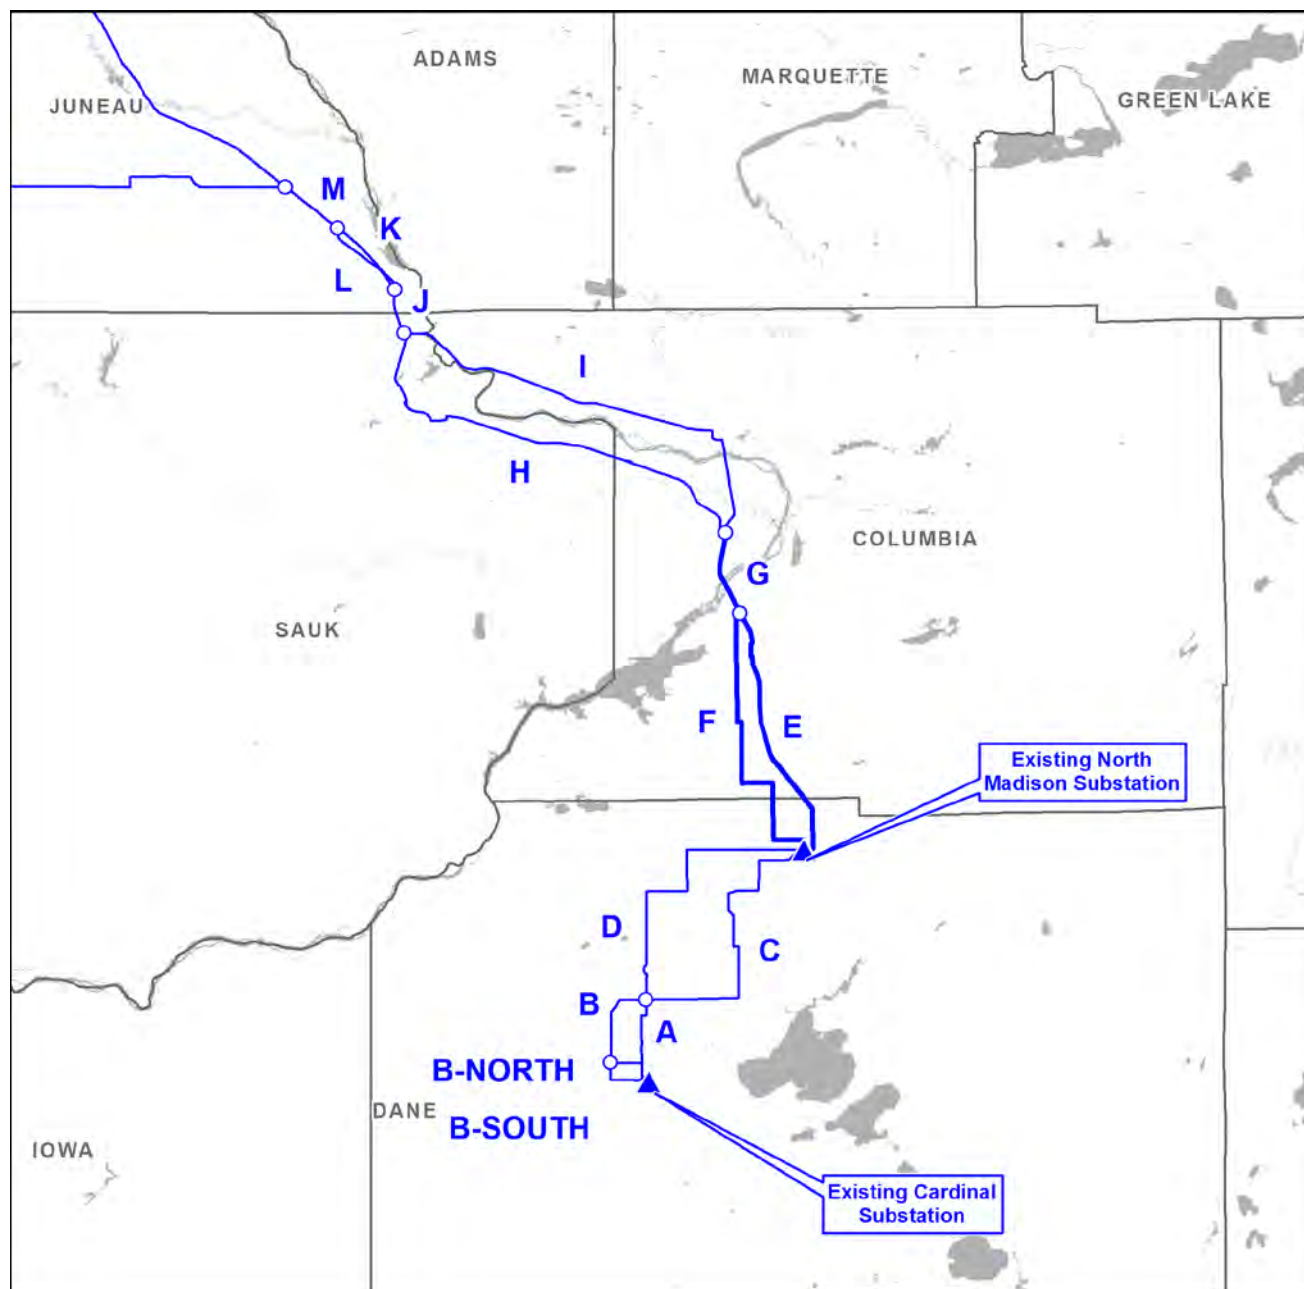 ADAMS
MARQUETTE
GREEN LAKE
JUNEAU
M
K
L
J
I
H
COLUMBIA
G
SAUK
F
E
Existing North
Madison Substation
D
C
B
A
B-NORTH
DANE
B-SOUTH
IOWA
Existing Cardinal
Substation